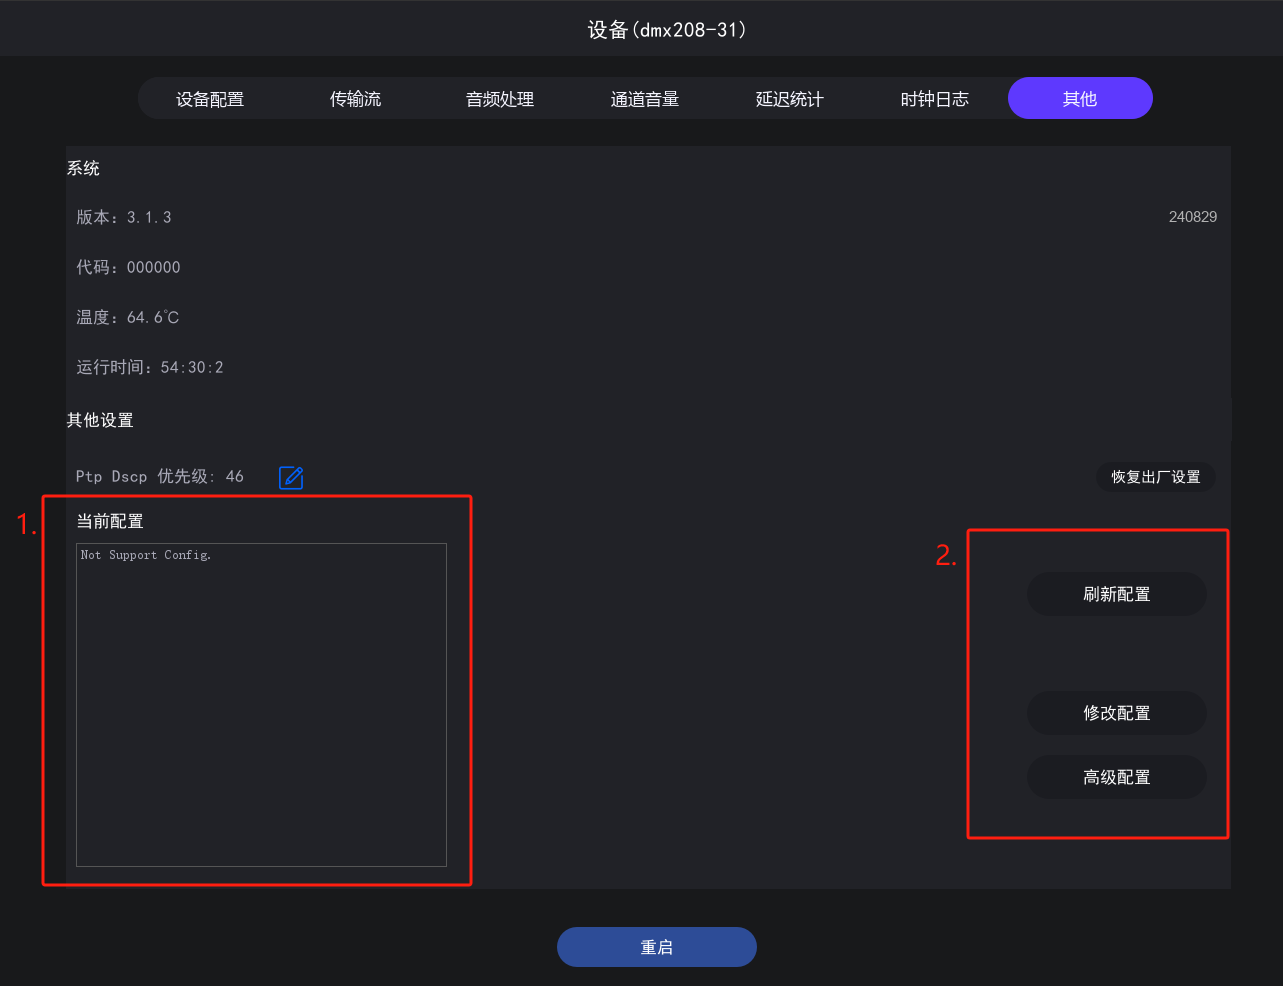 设备(dmx208-31)
设备配置 传输流 音频处理 通道音量 延迟统计 时钟日志 其他
系统
版本：3.1.3 240829
代码：000000
温度：64.6℃
运行时间：54:30:2
其他设置
Ptp Dscp 优先级: 46 恢复出厂设置
1.
当前配置
Not Support Config.
2.
刷新配置
修改配置
高级配置
重启